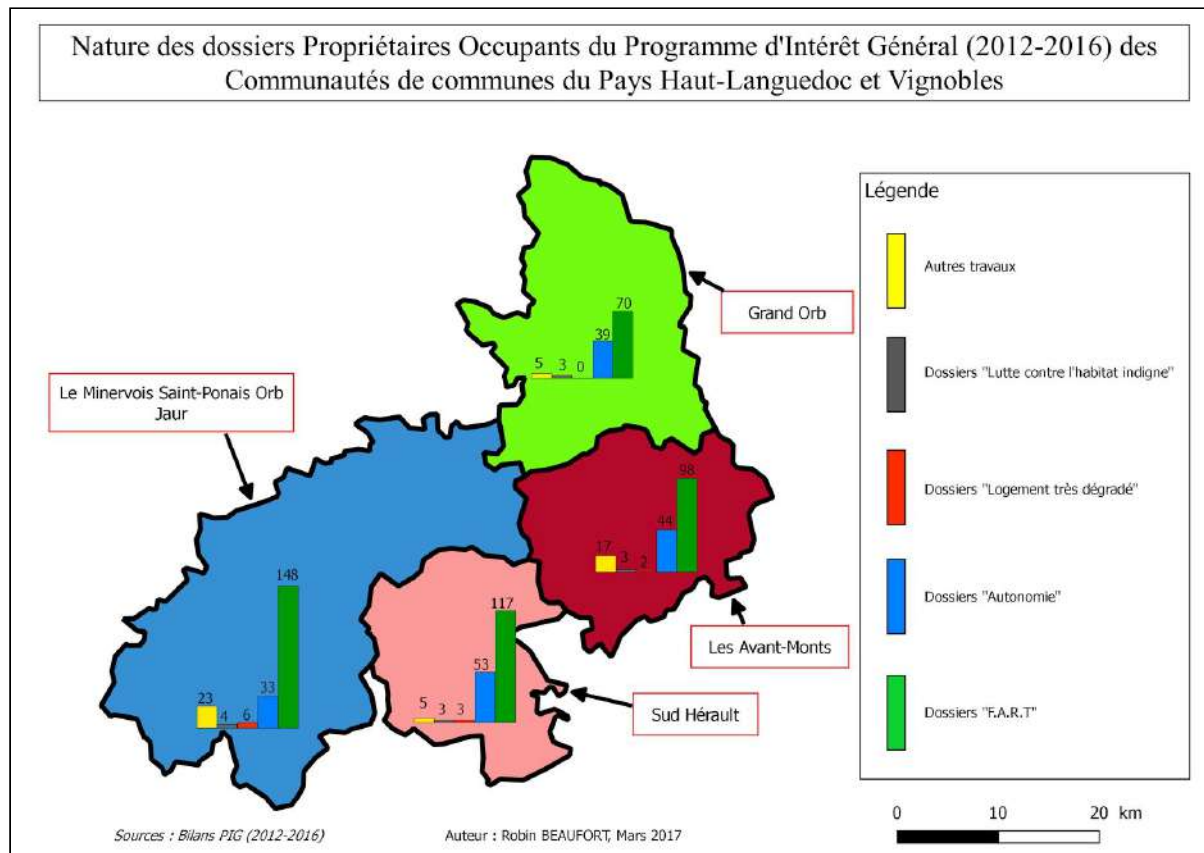 Nature des dossiers Propriétaires Occupants du Programme d'Intérêt Général (2012-2016) des
Communautés de communes du Pays Haut-Languedoc et Vignobles
Légende
Autres travaux
Dossiers "Lutte contre l'habitat indigne"
Dossiers "Logement très dégradé"
Dossiers "Autonomie"
Dossiers "F.A.R.T"
Grand Orb
5 3 0 39 70
Le Minervois Saint-Ponais Orb
Jaur
23 4 6 33 148
17 3 2 44 98
Les Avant-Monts
5 3 3 53 117
Sud Hérault
0 10 20 km
Sources : Bilans PIG (2012-2016)
Auteur : Robin BEAUFORT, Mars 2017